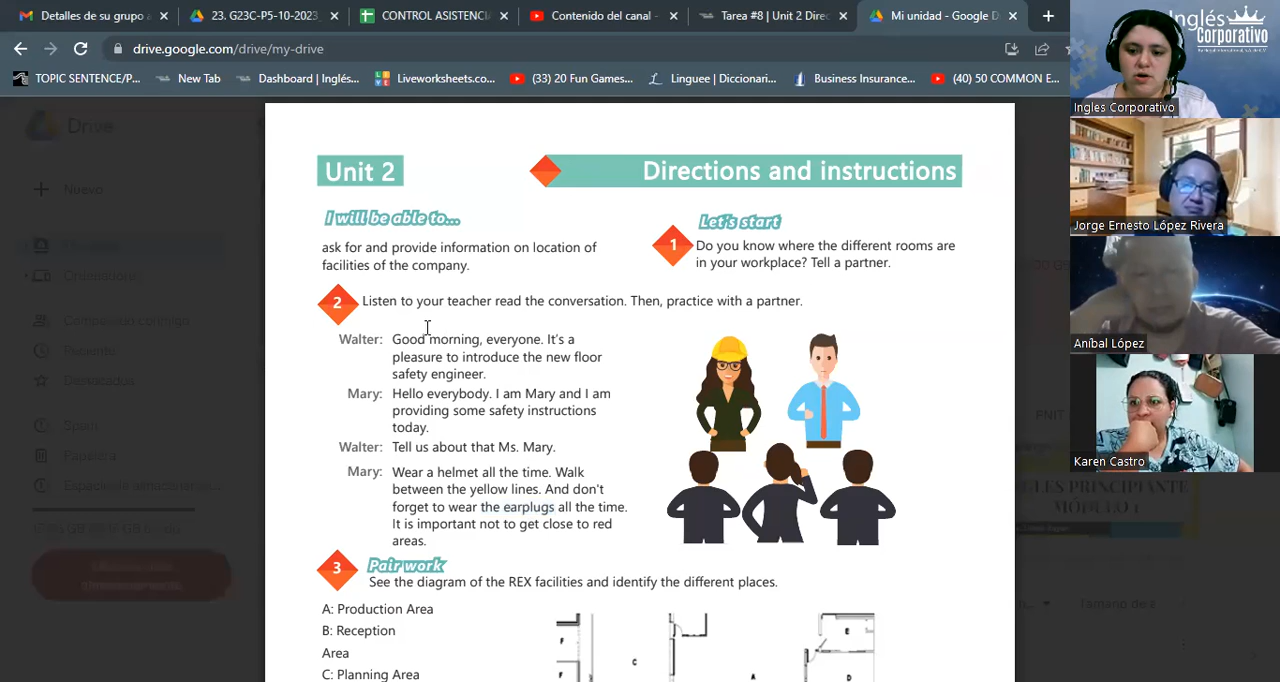 Detalles de su grupo a
23. G23C-P5-10-2023_
CONTROL ASISTENCI
Contenido del canal -
Tarea #8 | Unit 2 Direc
Mi unidad - Google D
drive.google.com/drive/my-drive
TOPIC SENTENCE/P...
New Tab
Dashboard | Inglés...
Liveworksheets.co...
(33) 20 Fun Games...
Linguee | Diccionari...
Business Insurance...
(40) 50 COMMON E...
Inglés
Corporativo
Ingles Corporativo
Jorge Ernesto López Rivera
Aníbal López
Karen Castro
Drive
Nuevo
Compartido conmigo
Reciente
Destacados
Spam
Papelera
Unit 2
Directions and instructions
I will be able to...
ask for and provide information on location of
facilities of the company.
Let's start
1
Do you know where the different rooms are
in your workplace? Tell a partner.
2
Listen to your teacher read the conversation. Then, practice with a partner.
Walter: Good morning, everyone. It's a
pleasure to introduce the new floor
safety engineer.
Mary: Hello everybody. I am Mary and I am
providing some safety instructions
today.
Walter: Tell us about that Ms. Mary.
Mary: Wear a helmet all the time. Walk
between the yellow lines. And don't
forget to wear the earplugs all the time.
It is important not to get close to red
areas.
3
Pair work
See the diagram of the REX facilities and identify the different places.
A: Production Area
B: Reception
Area
C: Planning Area
F
F
C
A
E
D